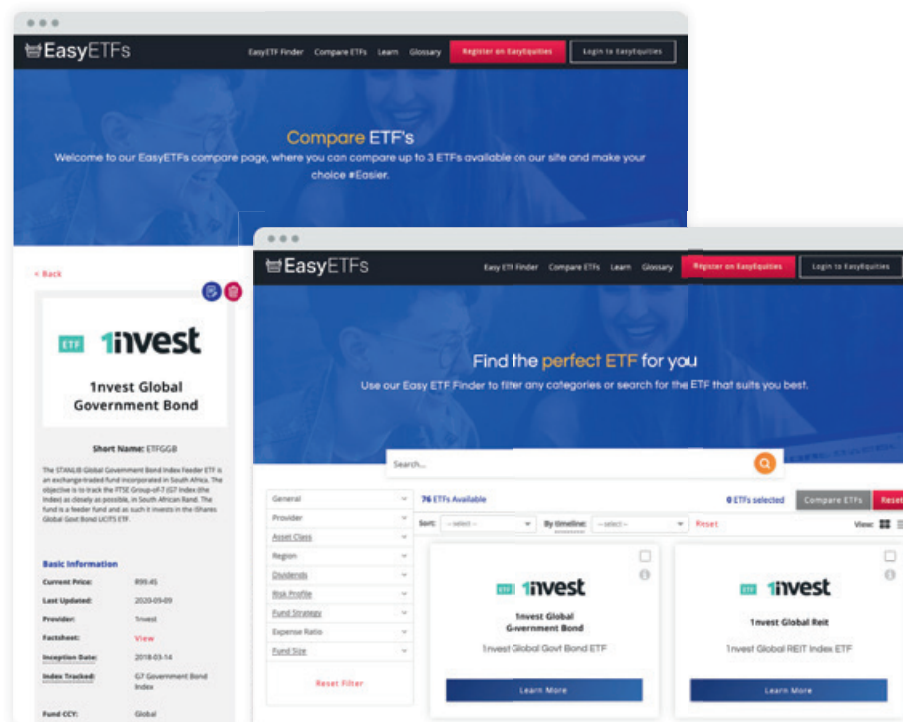 EasyETFs
EasyETF Finder Compare ETFs Learn Glossary Register on EasyEquities Login to EasyEquities
Compare ETF's
Welcome to our EasyETFs compare page, where you can compare up to 3 ETFs available on our site and make your
choice #Easier.
< Back
ETF 1nvest
1nvest Global
Government Bond
Short Name: ETFGGB
The STANLIB Global Government Bond Index Feeder ETF is
an exchange-traded fund incorporated in South Africa. The
objective is to track the FTSE Group-of-7 (G7 Index (the
Index) as closely as possible, in South African Rand. The
fund is a feeder fund and as such it invests in the iShares
Global Govt Bond UCITS ETF.
Basic Information
Current Price: R99.45
Last Updated: 2020-09-09
Provider: 1nvest
Factsheet: View
Inception Date: 2018-03-14
Index Tracked: G7 Government Bond
Index
Fund CCY: Global
EasyETFs
Easy ETF Finder Compare ETFs Learn Glossary Register on EasyEquities Login to EasyEquities
Find the perfect ETF for you
Use our Easy ETF Finder to filter any categories or search for the ETF that suits you best.
Search...
General
Provider
Asset Class
Region
Dividends
Risk Profile
Fund Strategy
Expense Ratio
Fund Size
Reset Filter
76 ETFs Available 0 ETFs selected Compare ETFs Reset
Sort: -- select -- By timeline: -- select -- Reset View:
ETF 1nvest
1nvest Global
Government Bond
1nvest Global Govt Bond ETF
Learn More
ETF 1nvest
1nvest Global Reit
1nvest Global REIT Index ETF
Learn More